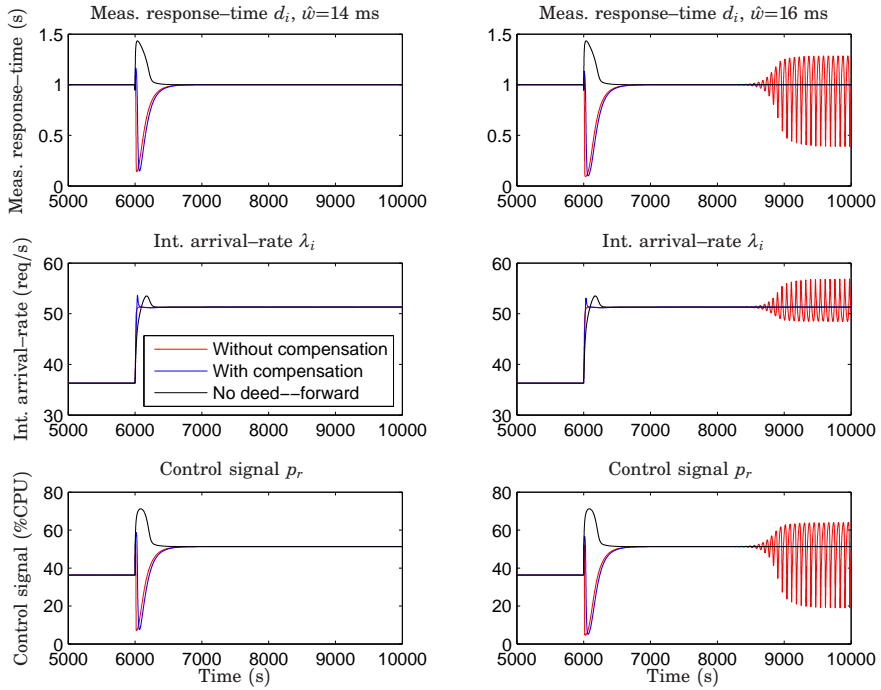 Meas. response–time d_i, ŵ=14 ms
Meas. response–time (s)
1.5
1
0.5
0
5000 6000 7000 8000 9000 10000
Meas. response–time d_i, ŵ=16 ms
1.5
1
0.5
0
5000 6000 7000 8000 9000 10000
Int. arrival–rate λ_i
Int. arrival–rate (req/s)
60
50
40
30
Without compensation
With compensation
No deed−−forward
5000 6000 7000 8000 9000 10000
Int. arrival–rate λ_i
60
50
40
30
5000 6000 7000 8000 9000 10000
Control signal p_r
Control signal (%CPU)
80
60
40
20
0
5000 6000 7000 8000 9000 10000
Time (s)
Control signal p_r
80
60
40
20
0
5000 6000 7000 8000 9000 10000
Time (s)